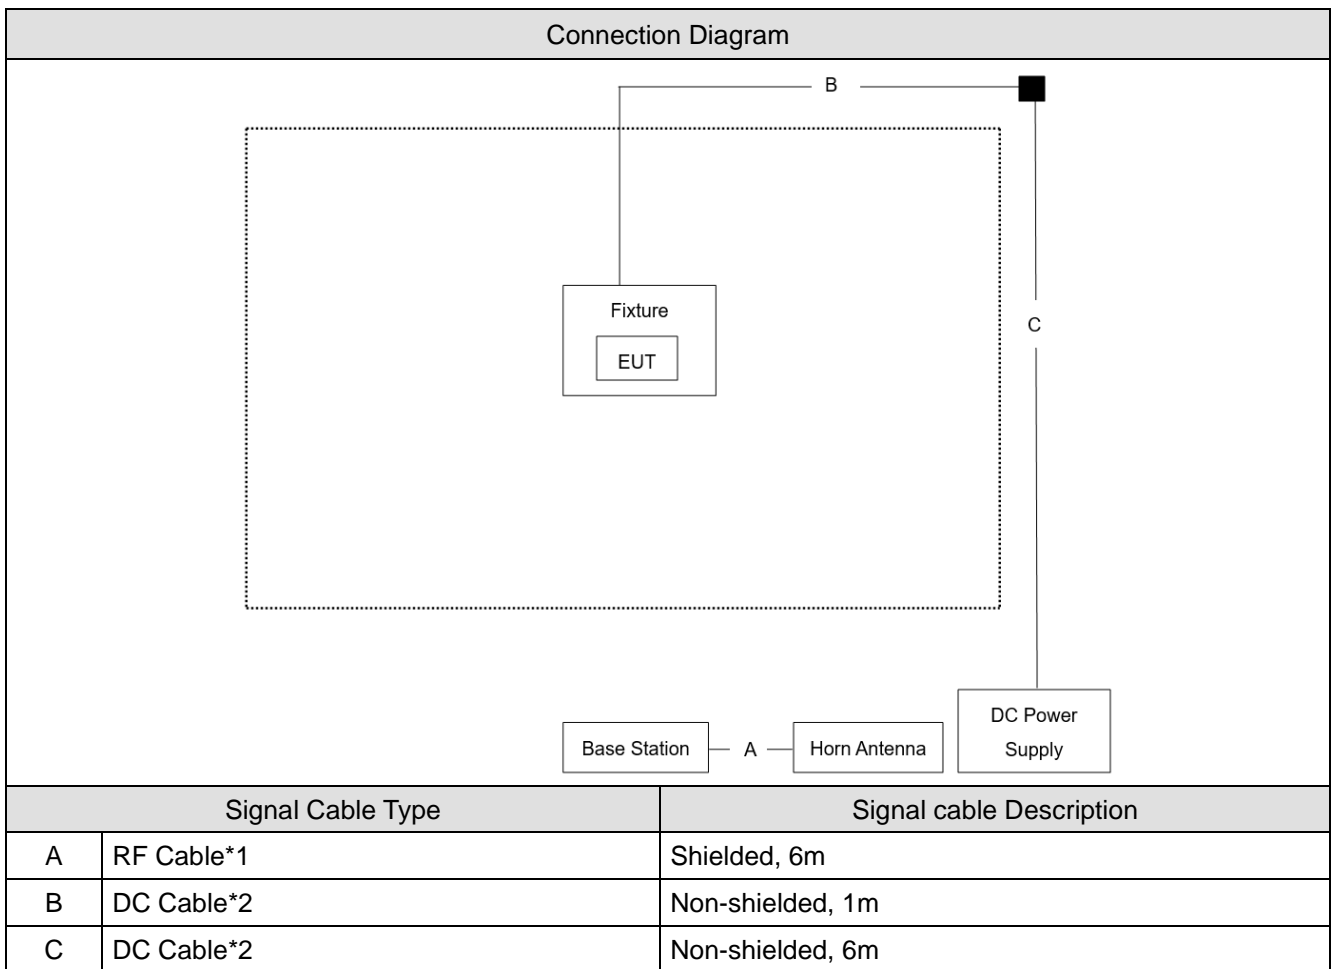 Connection Diagram
B
Fixture
EUT
C
DC Power
Supply
Base Station
A
Horn Antenna
Signal Cable Type
Signal cable Description
A
RF Cable*1
Shielded, 6m
B
DC Cable*2
Non-shielded, 1m
C
DC Cable*2
Non-shielded, 6m